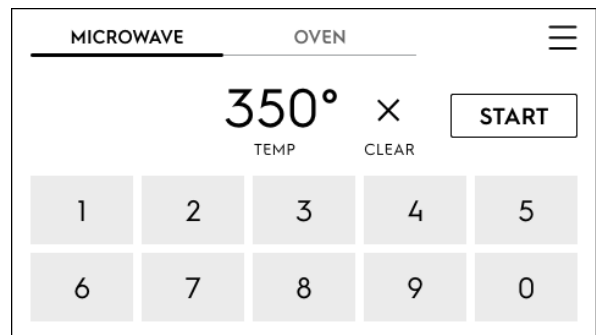 MICROWAVE OVEN
350° × START
TEMP CLEAR
1 2 3 4 5
6 7 8 9 0